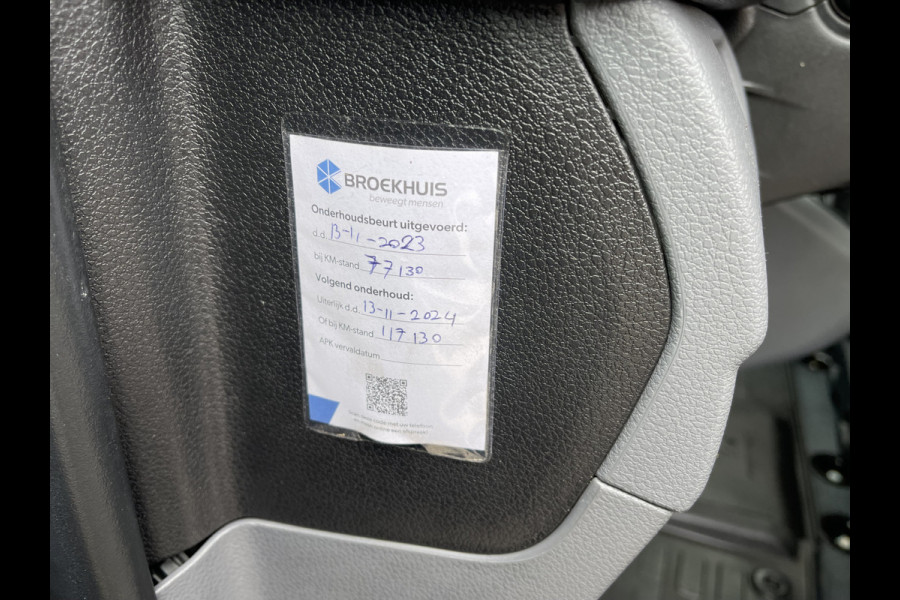 BROEKHUIS
beweegt mensen
Onderhoudsbeurt uitgevoerd:
d.d. 13-11-2023
bij KM-stand 77130
Volgend onderhoud:
Uiterlijk d.d. 13-11-2024
Of bij KM-stand 117130
APK vervaldatum